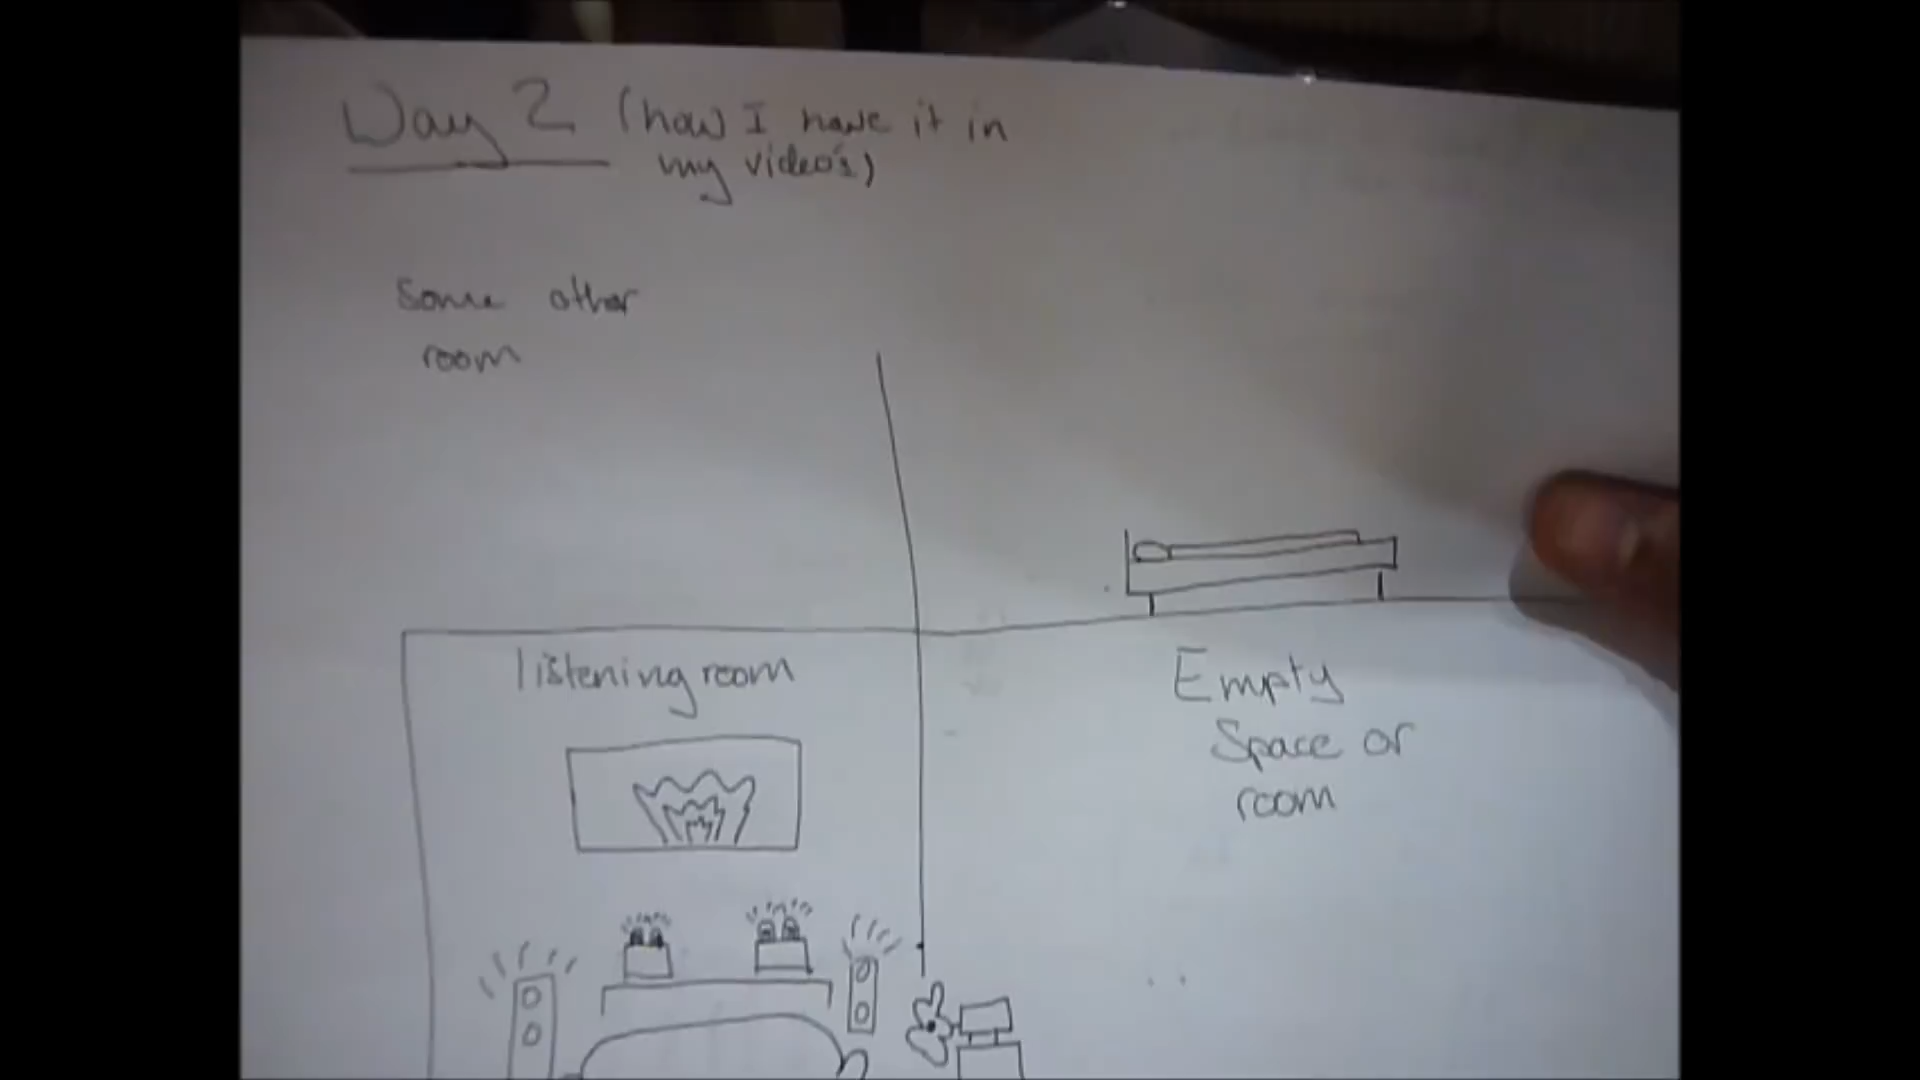 Way 2 (how I have it in
my video's)
Some other
room
listening room
Empty
Space or
room